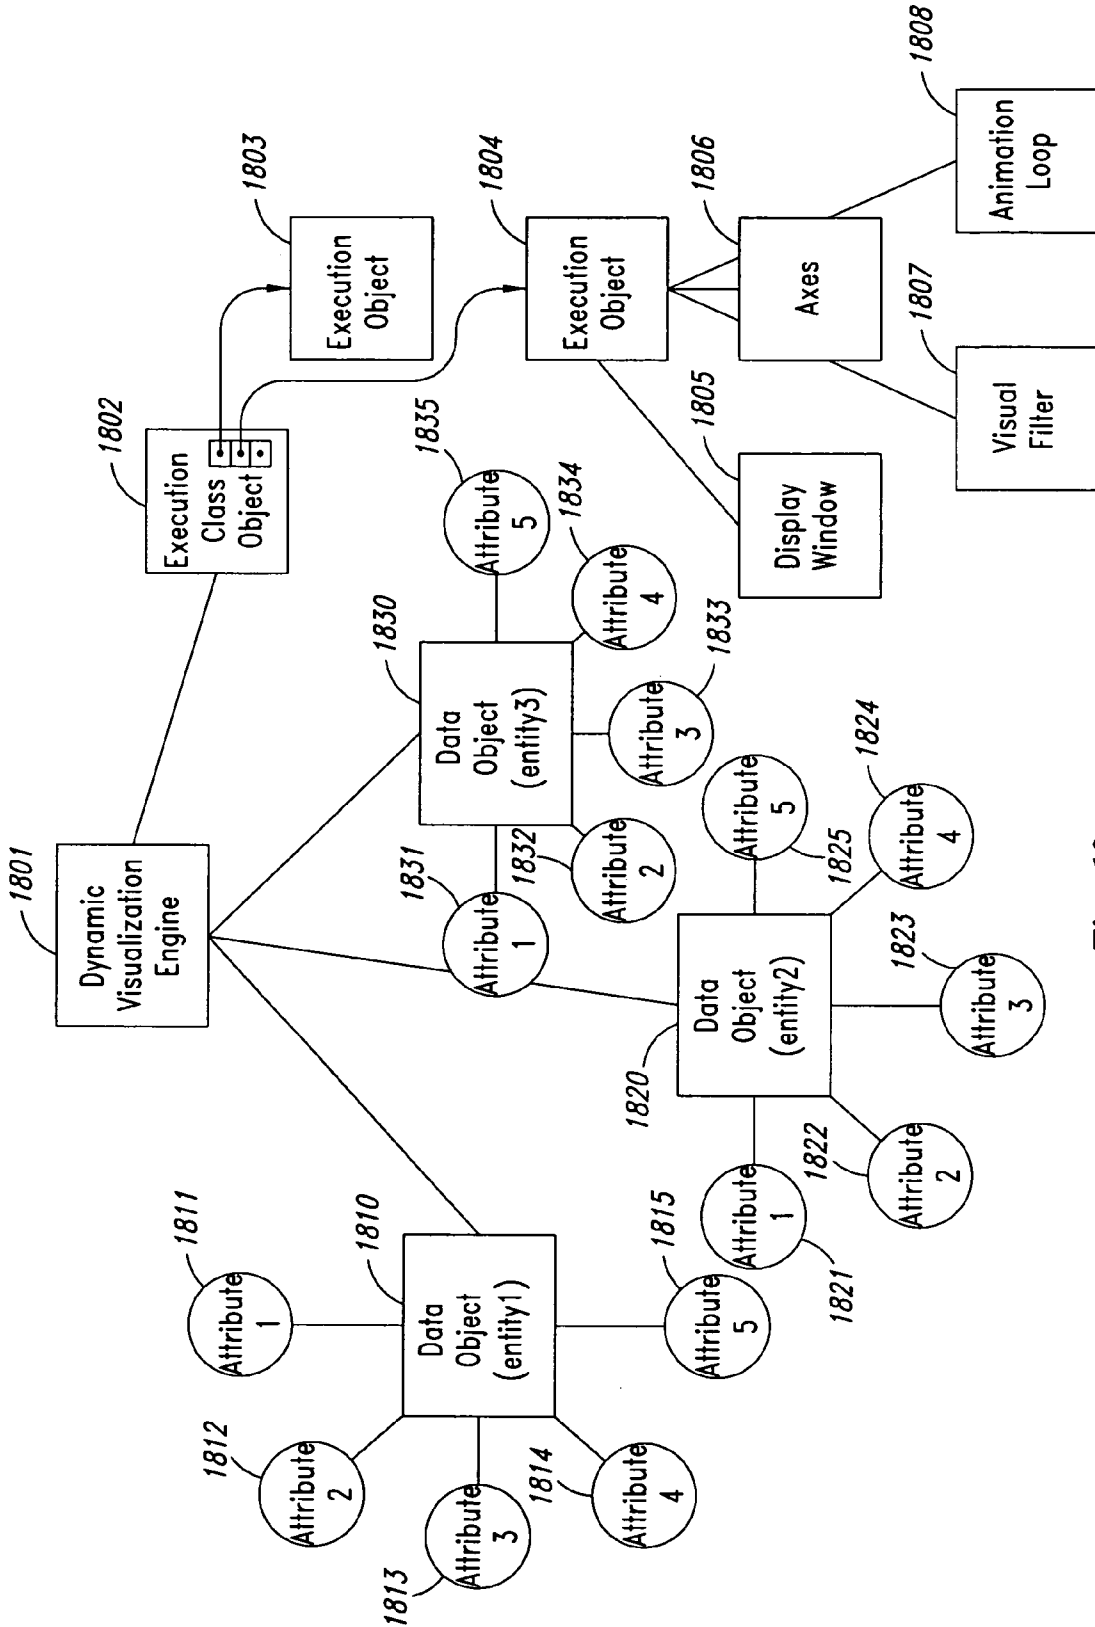 1801
Dynamic
Visualization
Engine
1802
Execution
Class
Object
1803
Execution
Object
1804
Execution
Object
1805
Display
Window
1806
Axes
1807
Visual
Filter
1808
Animation
Loop
1810
Data
Object
(entity1)
1811
Attribute
1
1812
Attribute
2
1813
Attribute
3
1814
Attribute
4
1815
Attribute
5
1820
Data
Object
(entity2)
1821
Attribute
1
1822
Attribute
2
1823
Attribute
3
1824
Attribute
4
1825
Attribute
5
1830
Data
Object
(entity3)
1831
Attribute
1
1832
Attribute
2
1833
Attribute
3
1834
Attribute
4
1835
Attribute
5